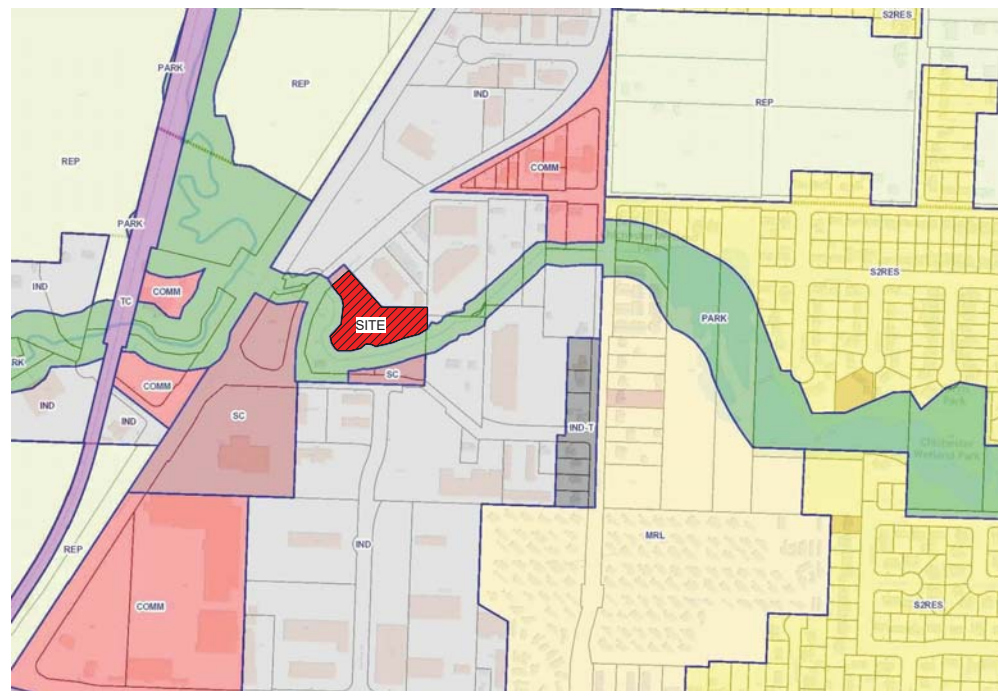 S2RES
PARK
REP
IND
REP
REP
COMM
PARK
S2RES
IND
COMM
TC
PARK
SITE
RK
COMM
SC
IND
IND
SC
IND-T
Park
Chichester
Wetland Park
REP
IND
MRL
COMM
S2RES